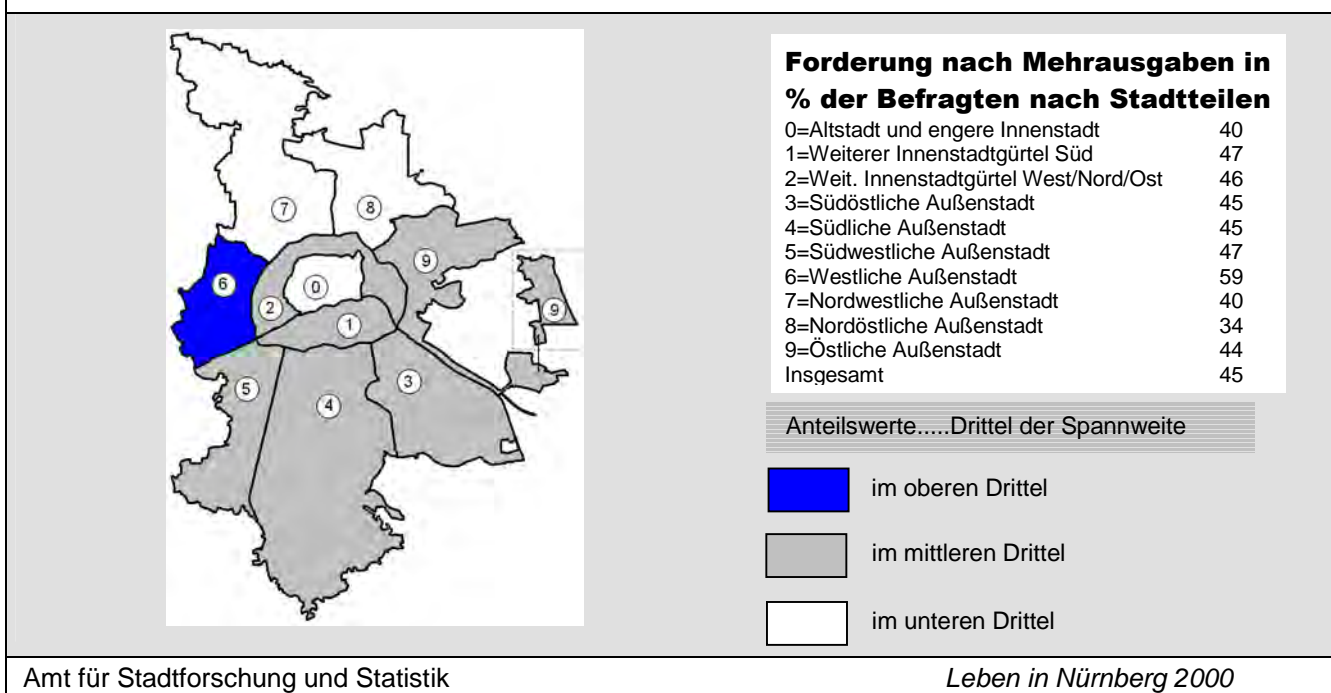 Forderung nach Mehrausgaben in
% der Befragten nach Stadtteilen
0=Altstadt und engere Innenstadt 40
1=Weiterer Innenstadtgürtel Süd 47
2=Weit. Innenstadtgürtel West/Nord/Ost 46
3=Südöstliche Außenstadt 45
4=Südliche Außenstadt 45
5=Südwestliche Außenstadt 47
6=Westliche Außenstadt 59
7=Nordwestliche Außenstadt 40
8=Nordöstliche Außenstadt 34
9=Östliche Außenstadt 44
Insgesamt 45
Anteilswerte.....Drittel der Spannweite
im oberen Drittel
im mittleren Drittel
im unteren Drittel
7
8
9
6
0
2
9
1
5
3
4
Amt für Stadtforschung und Statistik
Leben in Nürnberg 2000